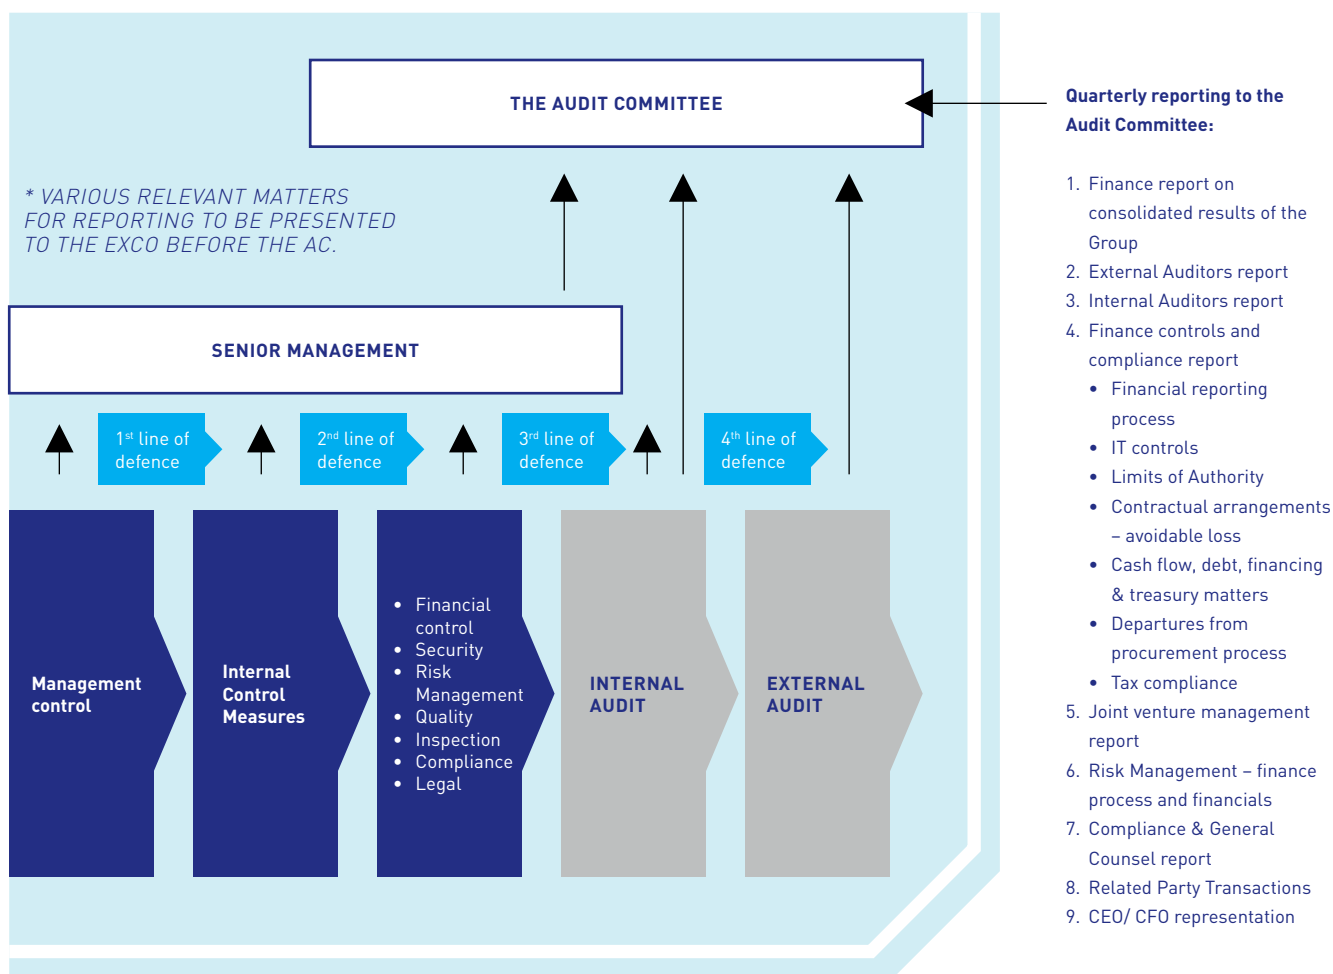 THE AUDIT COMMITTEE
* VARIOUS RELEVANT MATTERS
FOR REPORTING TO BE PRESENTED
TO THE EXCO BEFORE THE AC.
SENIOR MANAGEMENT
1st line of
defence
2nd line of
defence
3rd line of
defence
4th line of
defence
Management
control
Internal
Control
Measures
• Financial
control
• Security
• Risk
Management
• Quality
• Inspection
• Compliance
• Legal
INTERNAL
AUDIT
EXTERNAL
AUDIT
Quarterly reporting to the
Audit Committee:
1. Finance report on
consolidated results of the
Group
2. External Auditors report
3. Internal Auditors report
4. Finance controls and
compliance report
• Financial reporting
process
• IT controls
• Limits of Authority
• Contractual arrangements
– avoidable loss
• Cash flow, debt, financing
& treasury matters
• Departures from
procurement process
• Tax compliance
5. Joint venture management
report
6. Risk Management – finance
process and financials
7. Compliance & General
Counsel report
8. Related Party Transactions
9. CEO/ CFO representation